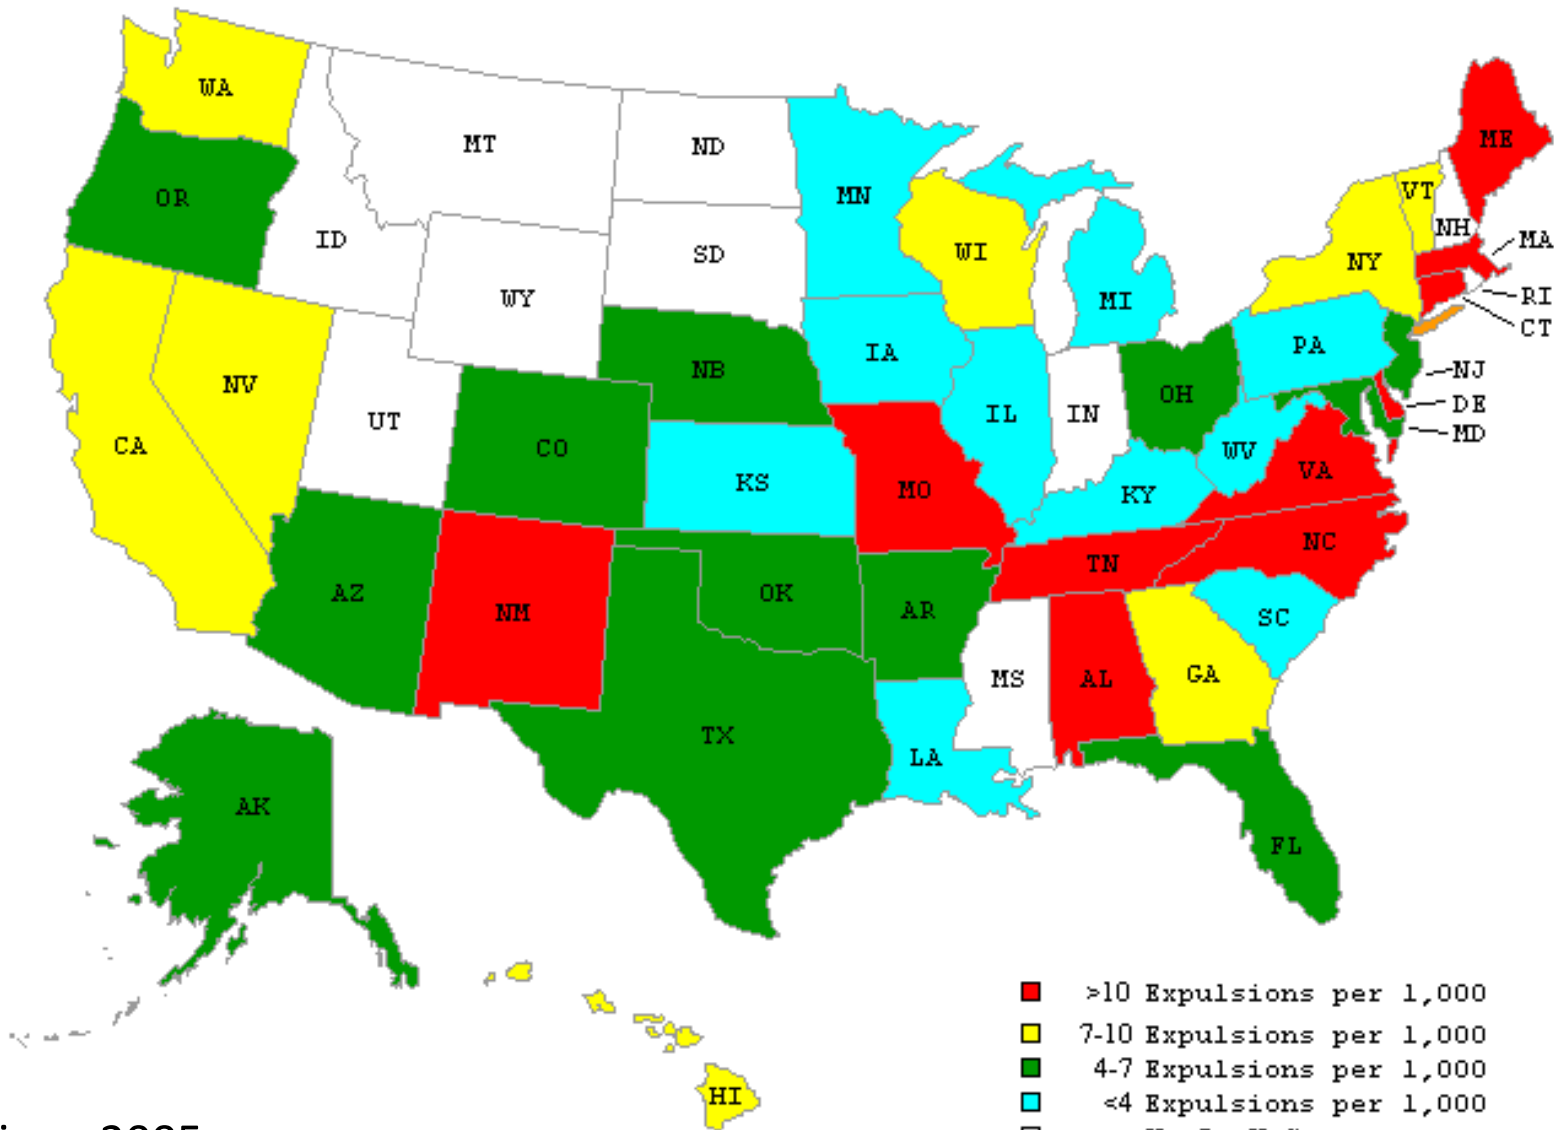 WA
MT
ND
ME
OR
MN
VT
ID
SD
WI
NH
MA
NY
WY
MI
RI
CT
IA
PA
NB
NV
NJ
UT
OH
DE
IL
IN
CA
CO
MD
WV
KS
VA
MO
KY
NC
TN
AZ
OK
NM
AR
SC
MS
AL
GA
TX
LA
AK
FL
>10 Expulsions per 1,000
7-10 Expulsions per 1,000
4-7 Expulsions per 1,000
HI
<4 Expulsions per 1,000